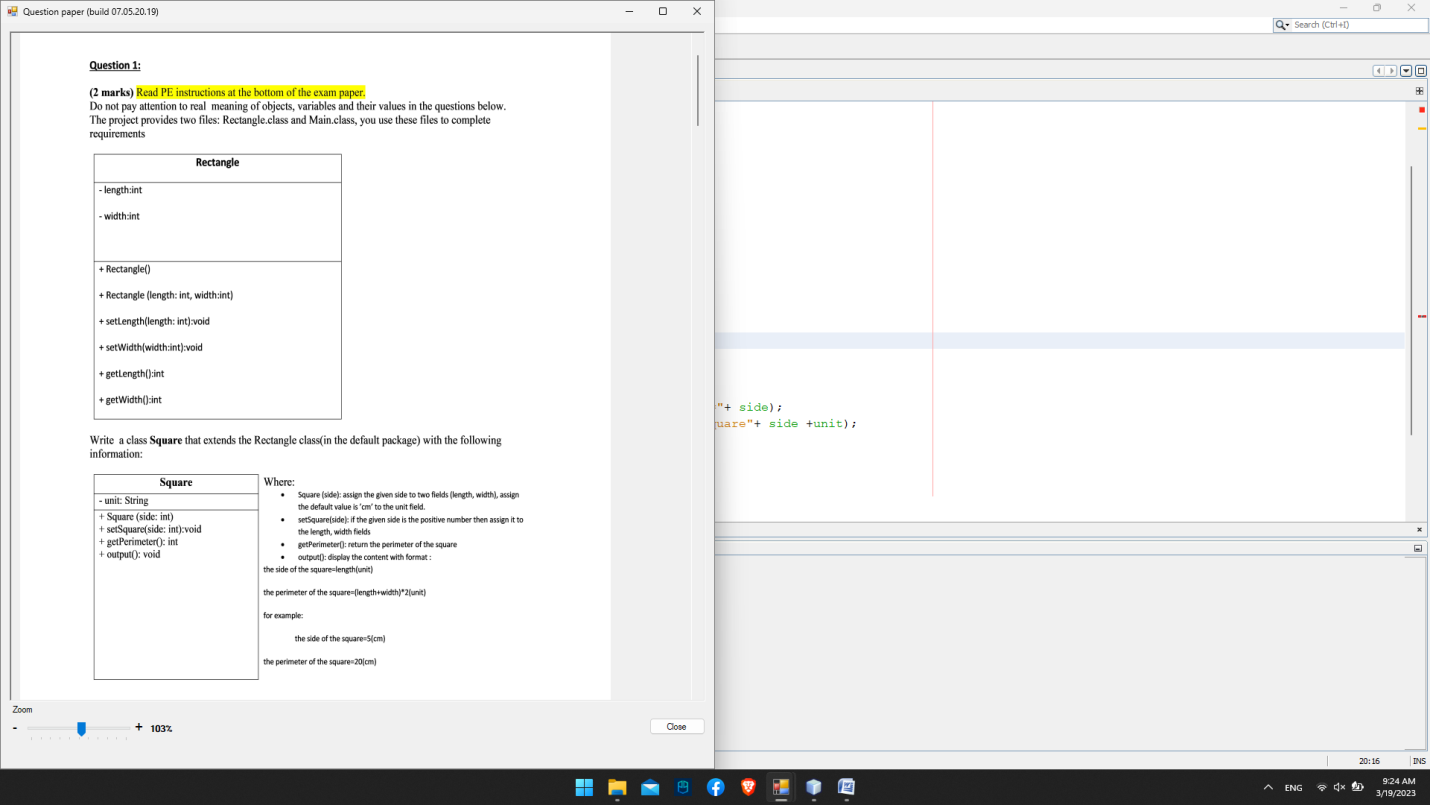 Question paper (build 07.05.20.19)
Search (Ctrl+I)
Question 1:
(2 marks) Read PE instructions at the bottom of the exam paper.
Do not pay attention to real meaning of objects, variables and their values in the questions below.
The project provides two files: Rectangle.class and Main.class, you use these files to complete
requirements
Rectangle
- length:int
- width:int
+ Rectangle()
+ Rectangle (length: int, width:int)
+ setLength(length: int):void
+ setWidth(width:int):void
+ getLength():int
+ getWidth():int
"+ side);
uare"+ side +unit);
Write a class Square that extends the Rectangle class(in the default package) with the following
information:
Square
- unit: String
+ Square (side: int)
+ setSquare(side: int):void
+ getPerimeter(): int
+ output(): void
Where:
• Square (side): assign the given side to two fields (length, width), assign
the default value is 'cm' to the unit field.
• setSquare(side): if the given side is the positive number then assign it to
the length, width fields
• getPerimeter(): return the perimeter of the square
• output(): display the content with format :
the side of the square=length(unit)
the perimeter of the square=(length+width)*2(unit)
for example:
the side of the square=5(cm)
the perimeter of the square=20(cm)
Zoom
- + 103%
Close
20:16 INS
ENG
9:24 AM
3/19/2023